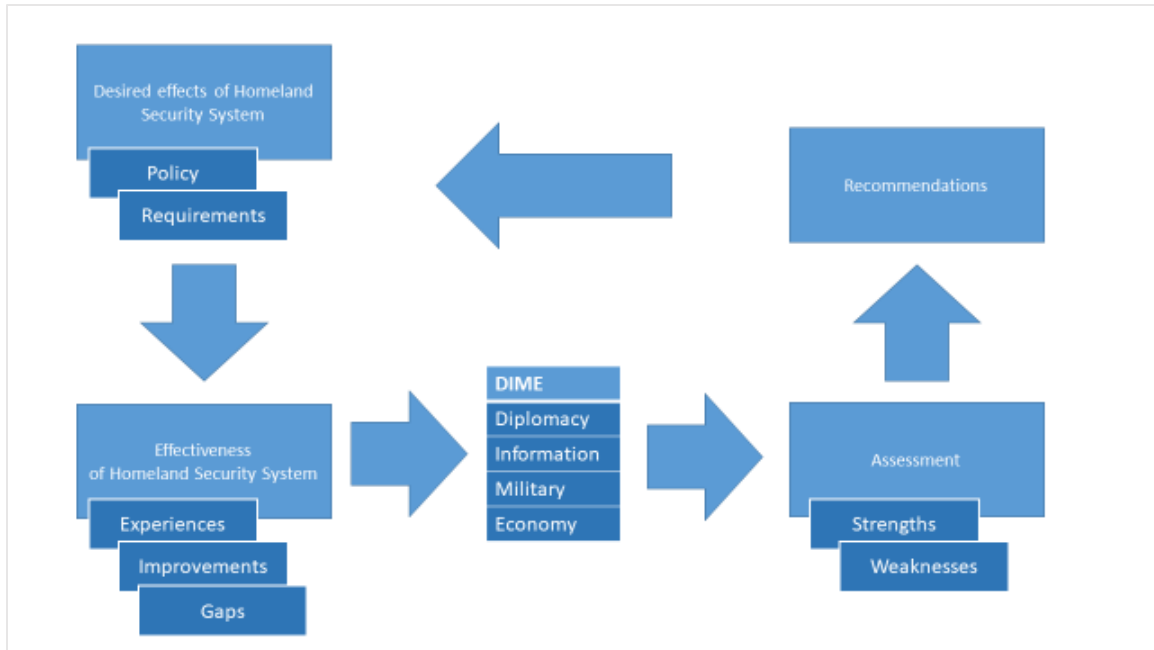 Desired effects of Homeland
Security System
Policy
Requirements
Recommendations
Effectiveness
of Homeland Security System
Experiences
Improvements
Gaps
DIME
Diplomacy
Information
Military
Economy
Assessment
Strengths
Weaknesses